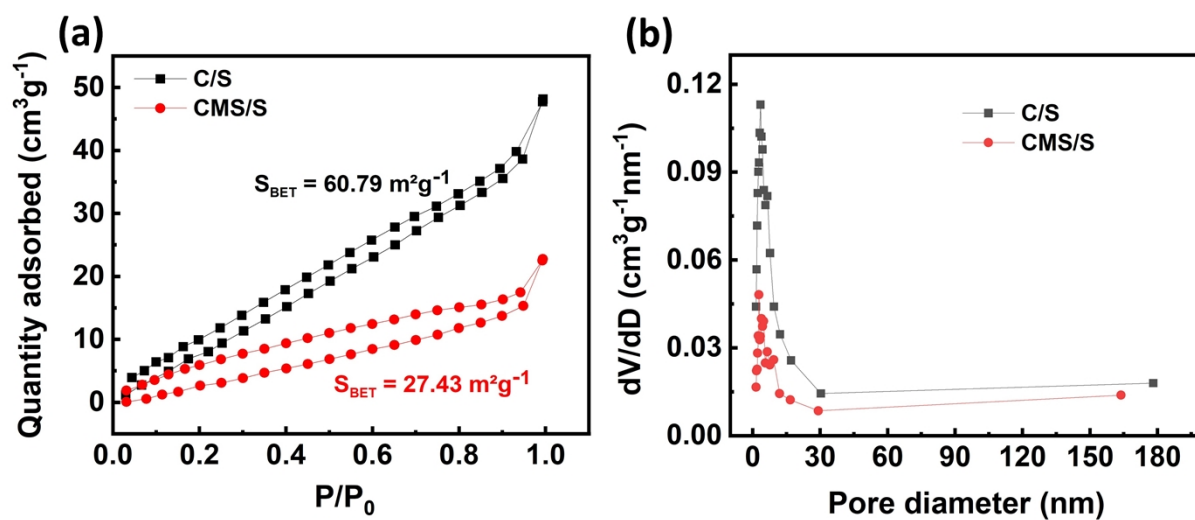 (a)
Quantity adsorbed (cm³g⁻¹)
50
40
30
20
10
0
C/S
CMS/S
S_BET = 60.79 m²g⁻¹
S_BET = 27.43 m²g⁻¹
0.0 0.2 0.4 0.6 0.8 1.0
P/P₀
(b)
dV/dD (cm³g⁻¹nm⁻¹)
0.12
0.09
0.06
0.03
0.00
C/S
CMS/S
0 30 60 90 120 150 180
Pore diameter (nm)